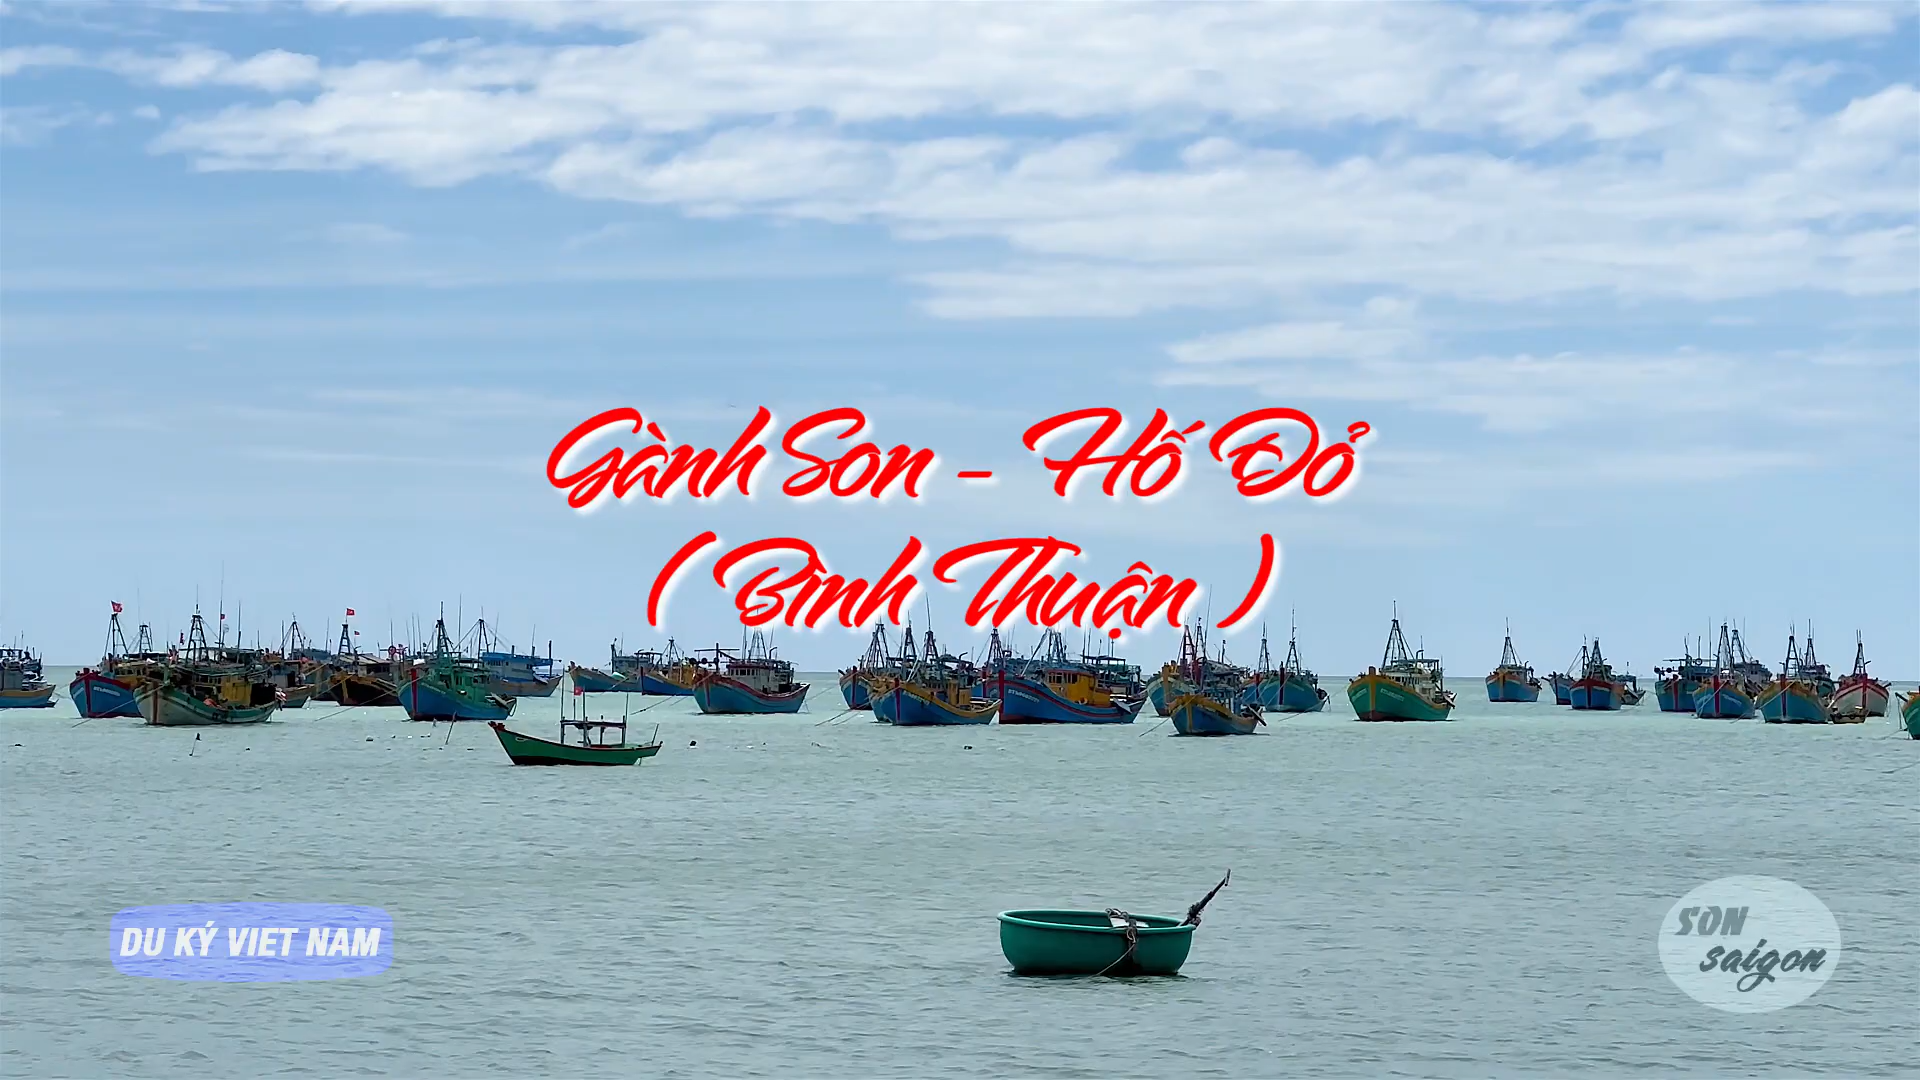 Gành Son - Hố Đỏ
( Bình Thuận )
DU KÝ VIET NAM
SON
saigon